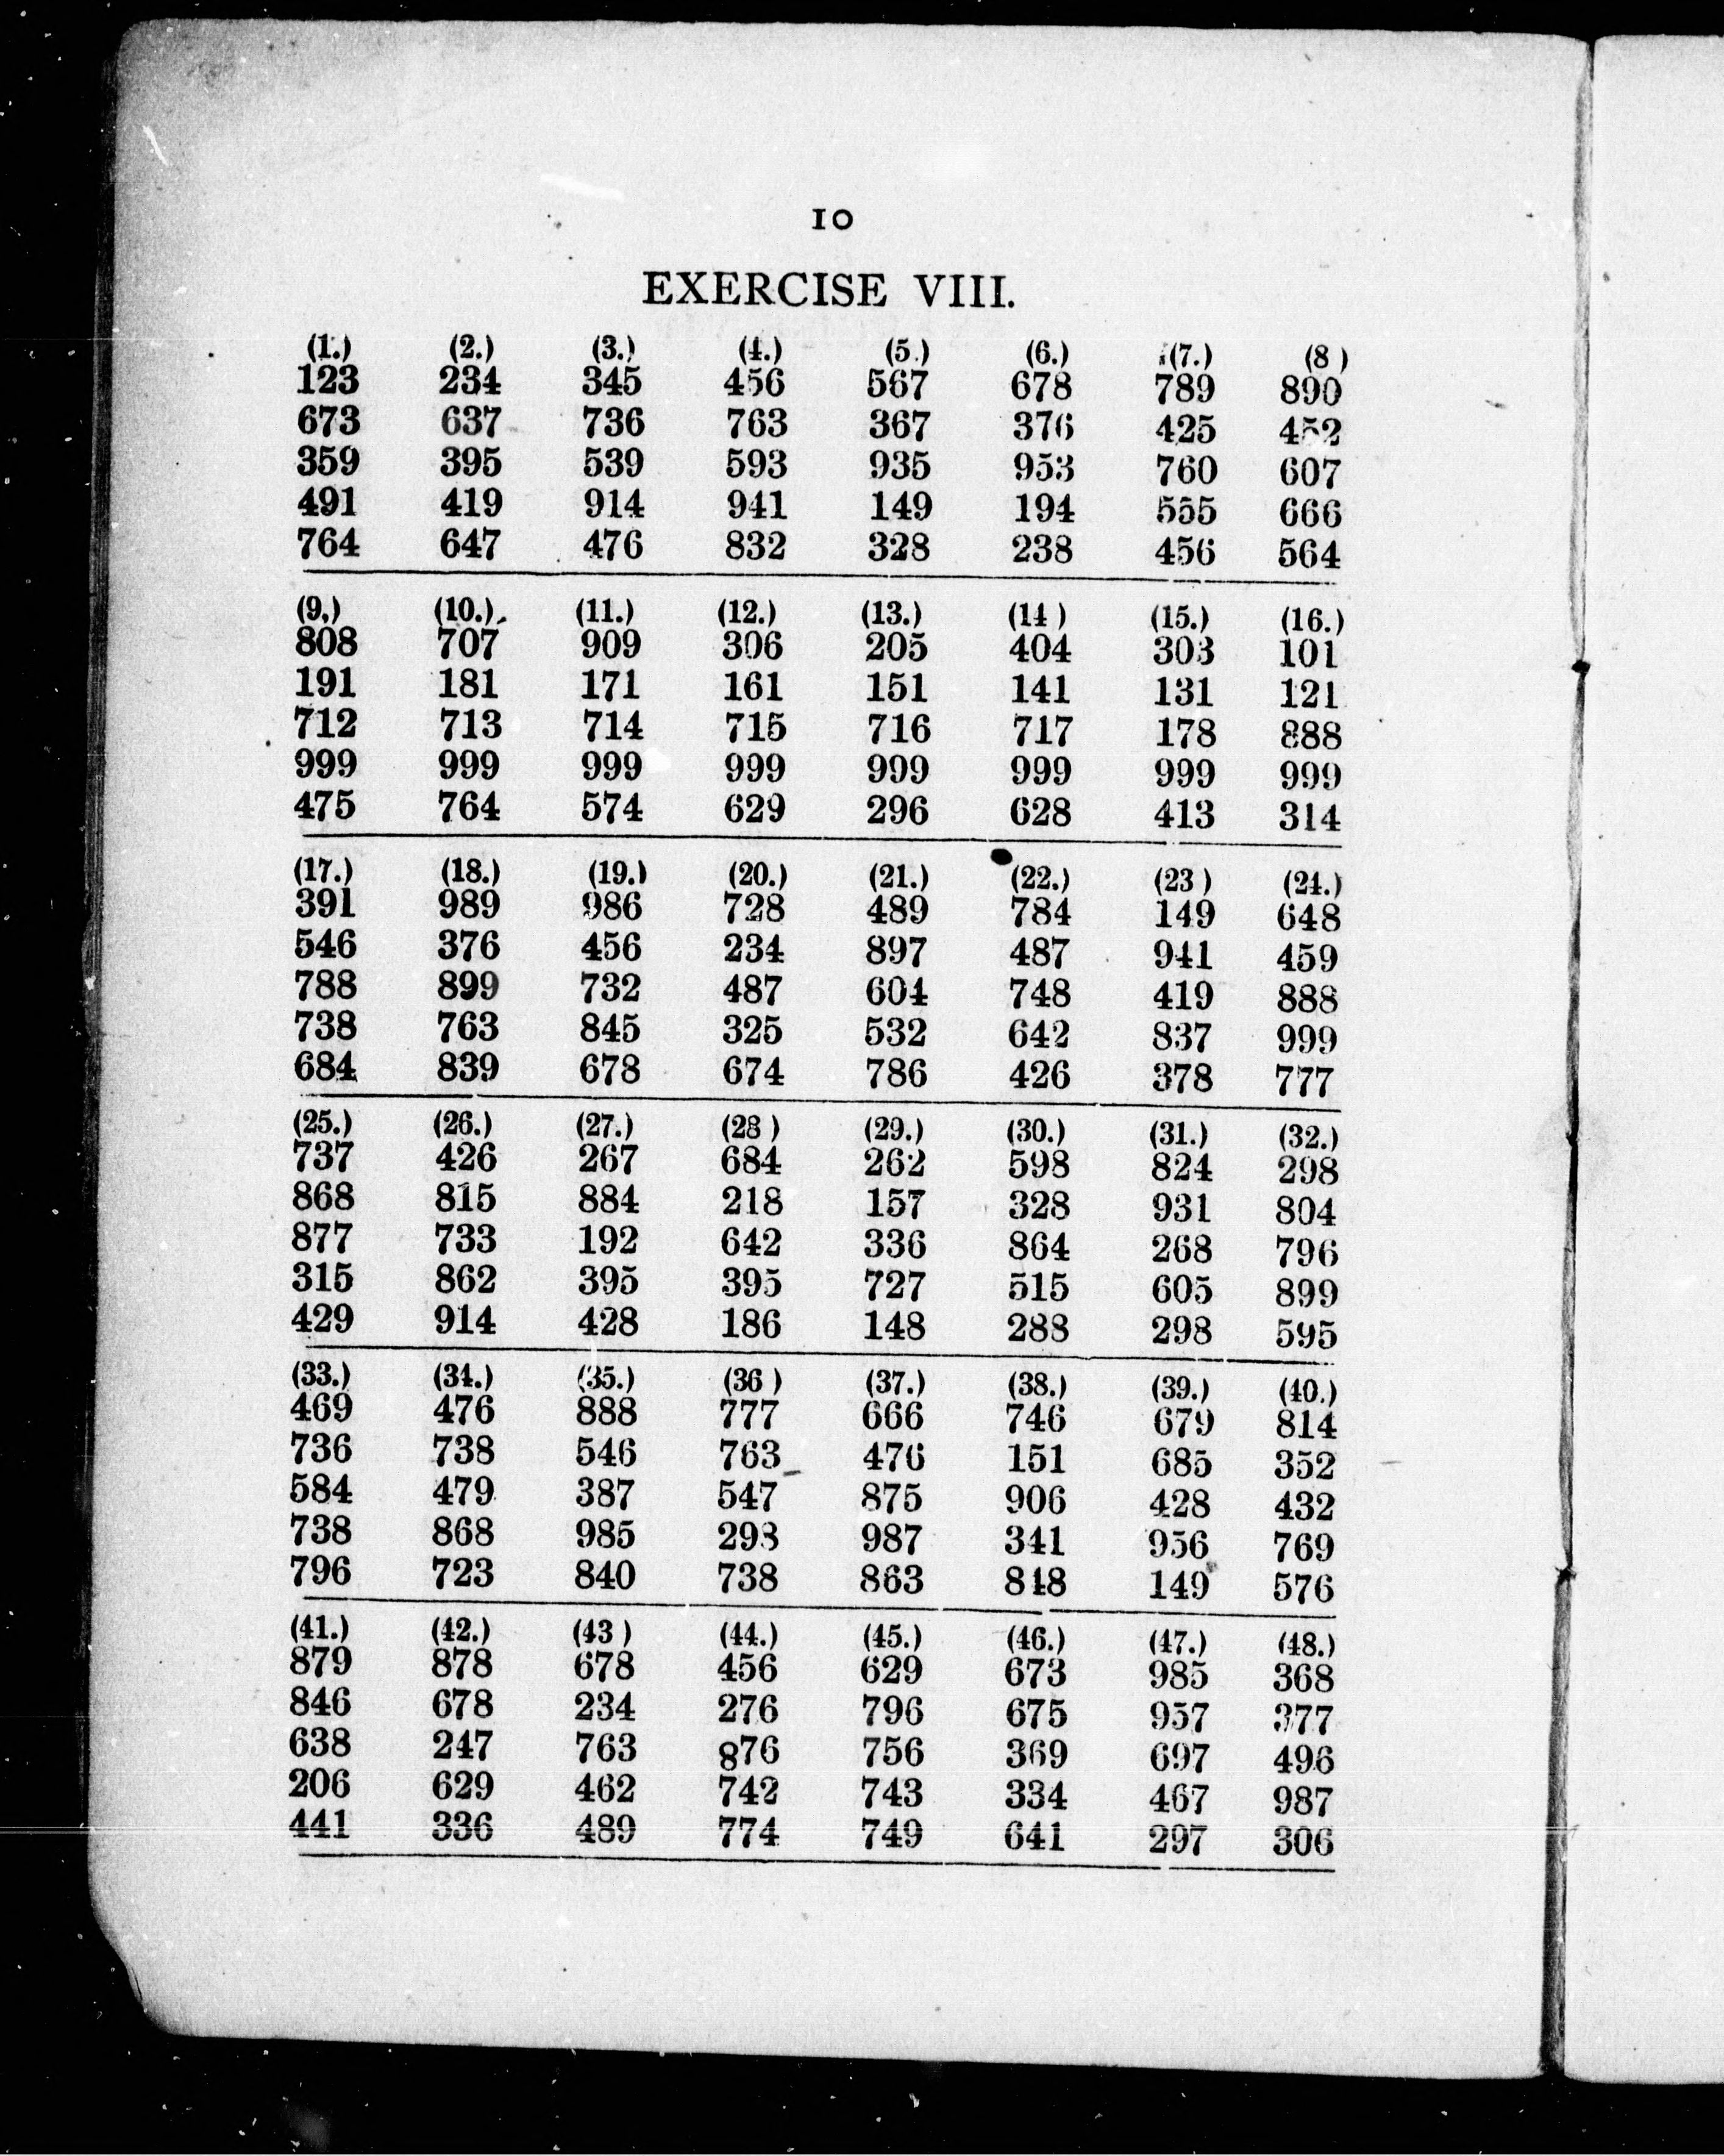 10
EXERCISE VIII.
(1.) (2.) (3.) (4.) (5.) (6.) (7.) (8 )
123 234 345 456 567 678 789 890
673 637 736 763 367 376 425 452
359 395 539 593 935 953 760 607
491 419 914 941 149 194 555 666
764 647 476 832 328 238 456 564
(9.) (10.) (11.) (12.) (13.) (14 ) (15.) (16.)
808 707 909 306 205 404 303 101
191 181 171 161 151 141 131 121
712 713 714 715 716 717 178 888
999 999 999 999 999 999 999 999
475 764 574 629 296 628 413 314
(17.) (18.) (19.) (20.) (21.) (22.) (23 ) (24.)
391 989 986 728 489 784 149 648
546 376 456 234 897 487 941 459
788 899 732 487 604 748 419 888
738 763 845 325 532 642 837 999
684 839 678 674 786 426 378 777
(25.) (26.) (27.) (28 ) (29.) (30.) (31.) (32.)
737 426 267 684 262 598 824 298
868 815 884 218 157 328 931 804
877 733 192 642 336 864 268 796
315 862 395 395 727 515 605 899
429 914 428 186 148 288 298 595
(33.) (34.) (35.) (36 ) (37.) (38.) (39.) (40.)
469 476 888 777 666 746 679 814
736 738 546 763 476 151 685 352
584 479 387 547 875 906 428 432
738 868 985 298 987 341 956 769
796 723 840 738 863 848 149 576
(41.) (42.) (43 ) (44.) (45.) (46.) (47.) (48.)
879 878 678 456 629 673 985 368
846 678 234 276 796 675 957 377
638 247 763 876 756 369 697 496
206 629 462 742 743 334 467 987
441 336 489 774 749 641 297 306